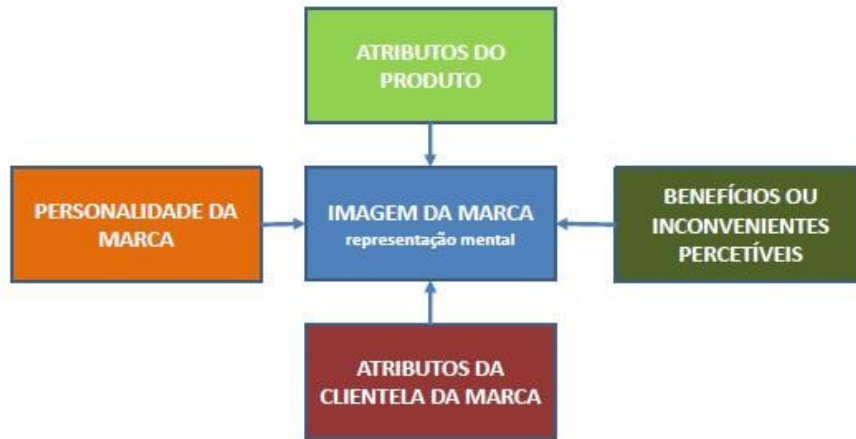 ATRIBUTOS DO
PRODUTO
PERSONALIDADE DA
MARCA
IMAGEM DA MARCA
representação mental
BENEFÍCIOS OU
INCONVENIENTES
PERCETÍVEIS
ATRIBUTOS DA
CLIENTELA DA MARCA